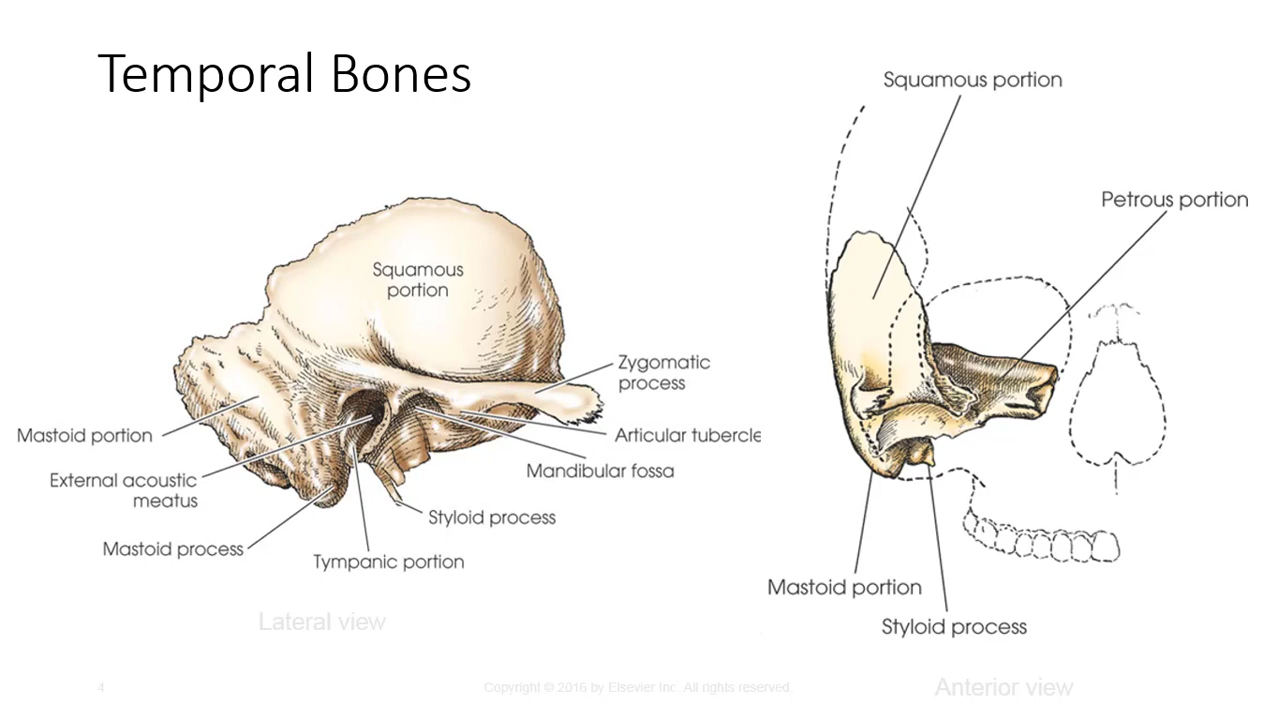 Temporal Bones
Squamous
portion
Zygomatic
process
Mastoid portion
Articular tubercle
External acoustic
meatus
Mandibular fossa
Styloid process
Mastoid process
Tympanic portion
Lateral view
Squamous portion
Petrous portion
Mastoid portion
Styloid process
Anterior view
4
Copyright © 2016 by Elsevier Inc. All rights reserved.